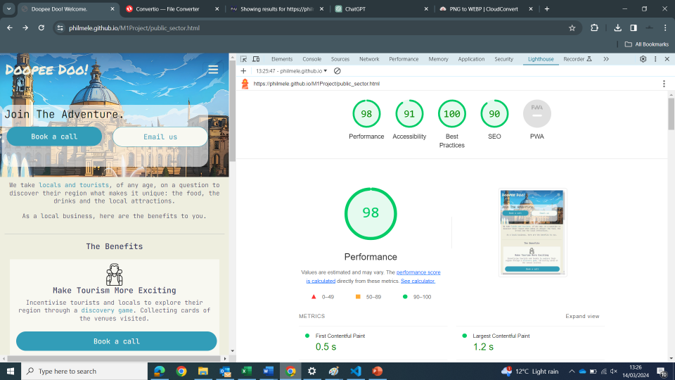 Doopee Doo! Welcome.
Convertio — File Converter
Showing results for https://phil
ChatGPT
PNG to WEBP | CloudConvert
philmele.github.io/M1Project/public_sector.html
All Bookmarks
Doopee Doo!
Join The Adventure.
Book a call
Email us
We take locals and tourists, of any age, on a question to
discover their region what makes it unique: the food, the
drinks and the local attractions.
As a local business, here are the benefits to you.
The Benefits
Make Tourism More Exciting
Incentivise tourists and locals to explore their
region through a discovery game. Collecting cards of
the venues visited.
Book a call
Elements Console Sources Network Performance Memory Application Security Lighthouse Recorder
13:25:47 - philmele.github.io
https://philmele.github.io/M1Project/public_sector.html
98 91 100 90
Performance Accessibility Best Practices SEO PWA
98
Performance
Values are estimated and may vary. The performance score
is calculated directly from these metrics. See calculator.
0–49 50–89 90–100
METRICS
Expand view
First Contentful Paint
0.5 s
Largest Contentful Paint
1.2 s
Type here to search
12°C Light rain
13:26
14/03/2024